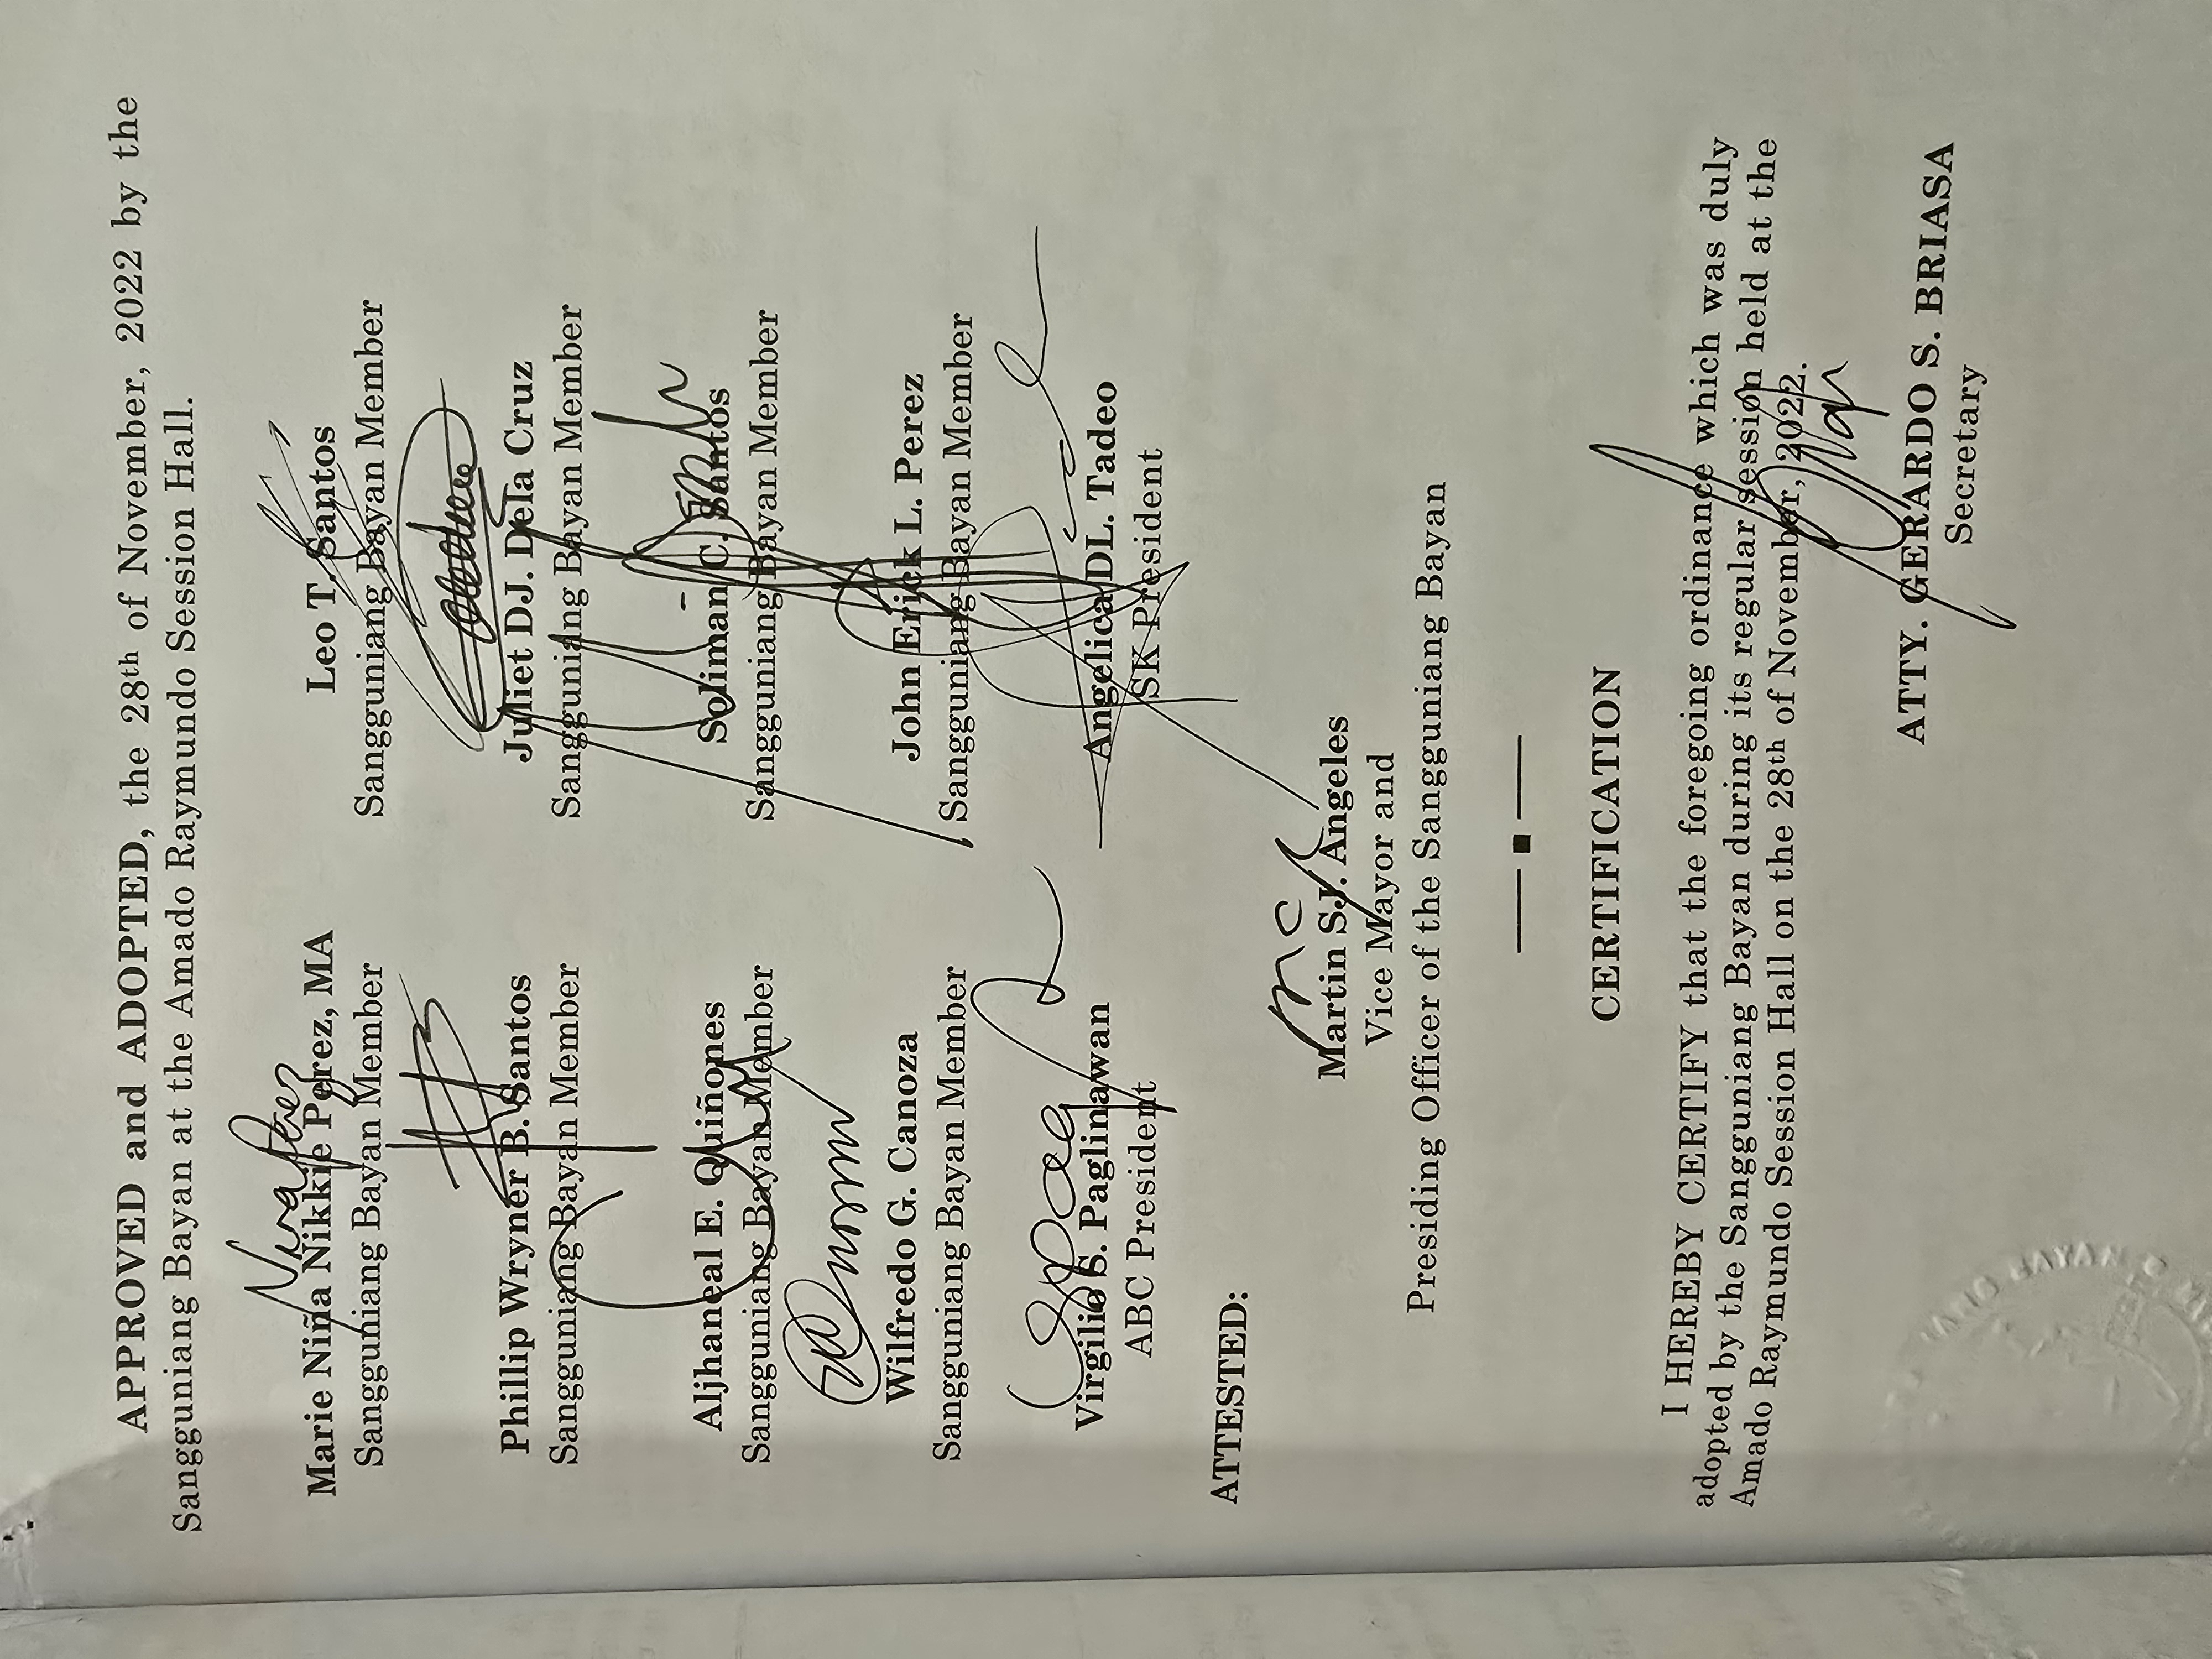 APPROVED and ADOPTED, the 28th of November, 2022 by the
Sangguniang Bayan at the Amado Raymundo Session Hall.
Marie Niña Nikkie Perez, MA
Sangguniang Bayan Member
Leo T. Santos
Sangguniang Bayan Member
Phillip Wryner B. Santos
Sangguniang Bayan Member
Juliet DJ. Dela Cruz
Sangguniang Bayan Member
Aljhaneal E. Quiñones
Sangguniang Bayan Member
Soliman C. Santos
Sangguniang Bayan Member
Wilfredo G. Canoza
Sangguniang Bayan Member
John Erick L. Perez
Sangguniang Bayan Member
Virgilio S. Paglinawan
ABC President
Angelica DL. Tadeo
SK President
ATTESTED:
Martin SJ. Angeles
Vice Mayor and
Presiding Officer of the Sangguniang Bayan
CERTIFICATION
I HEREBY CERTIFY that the foregoing ordinance which was duly
adopted by the Sangguniang Bayan during its regular session held at the
Amado Raymundo Session Hall on the 28th of November, 2022.
ATTY. GERARDO S. BRIASA
Secretary